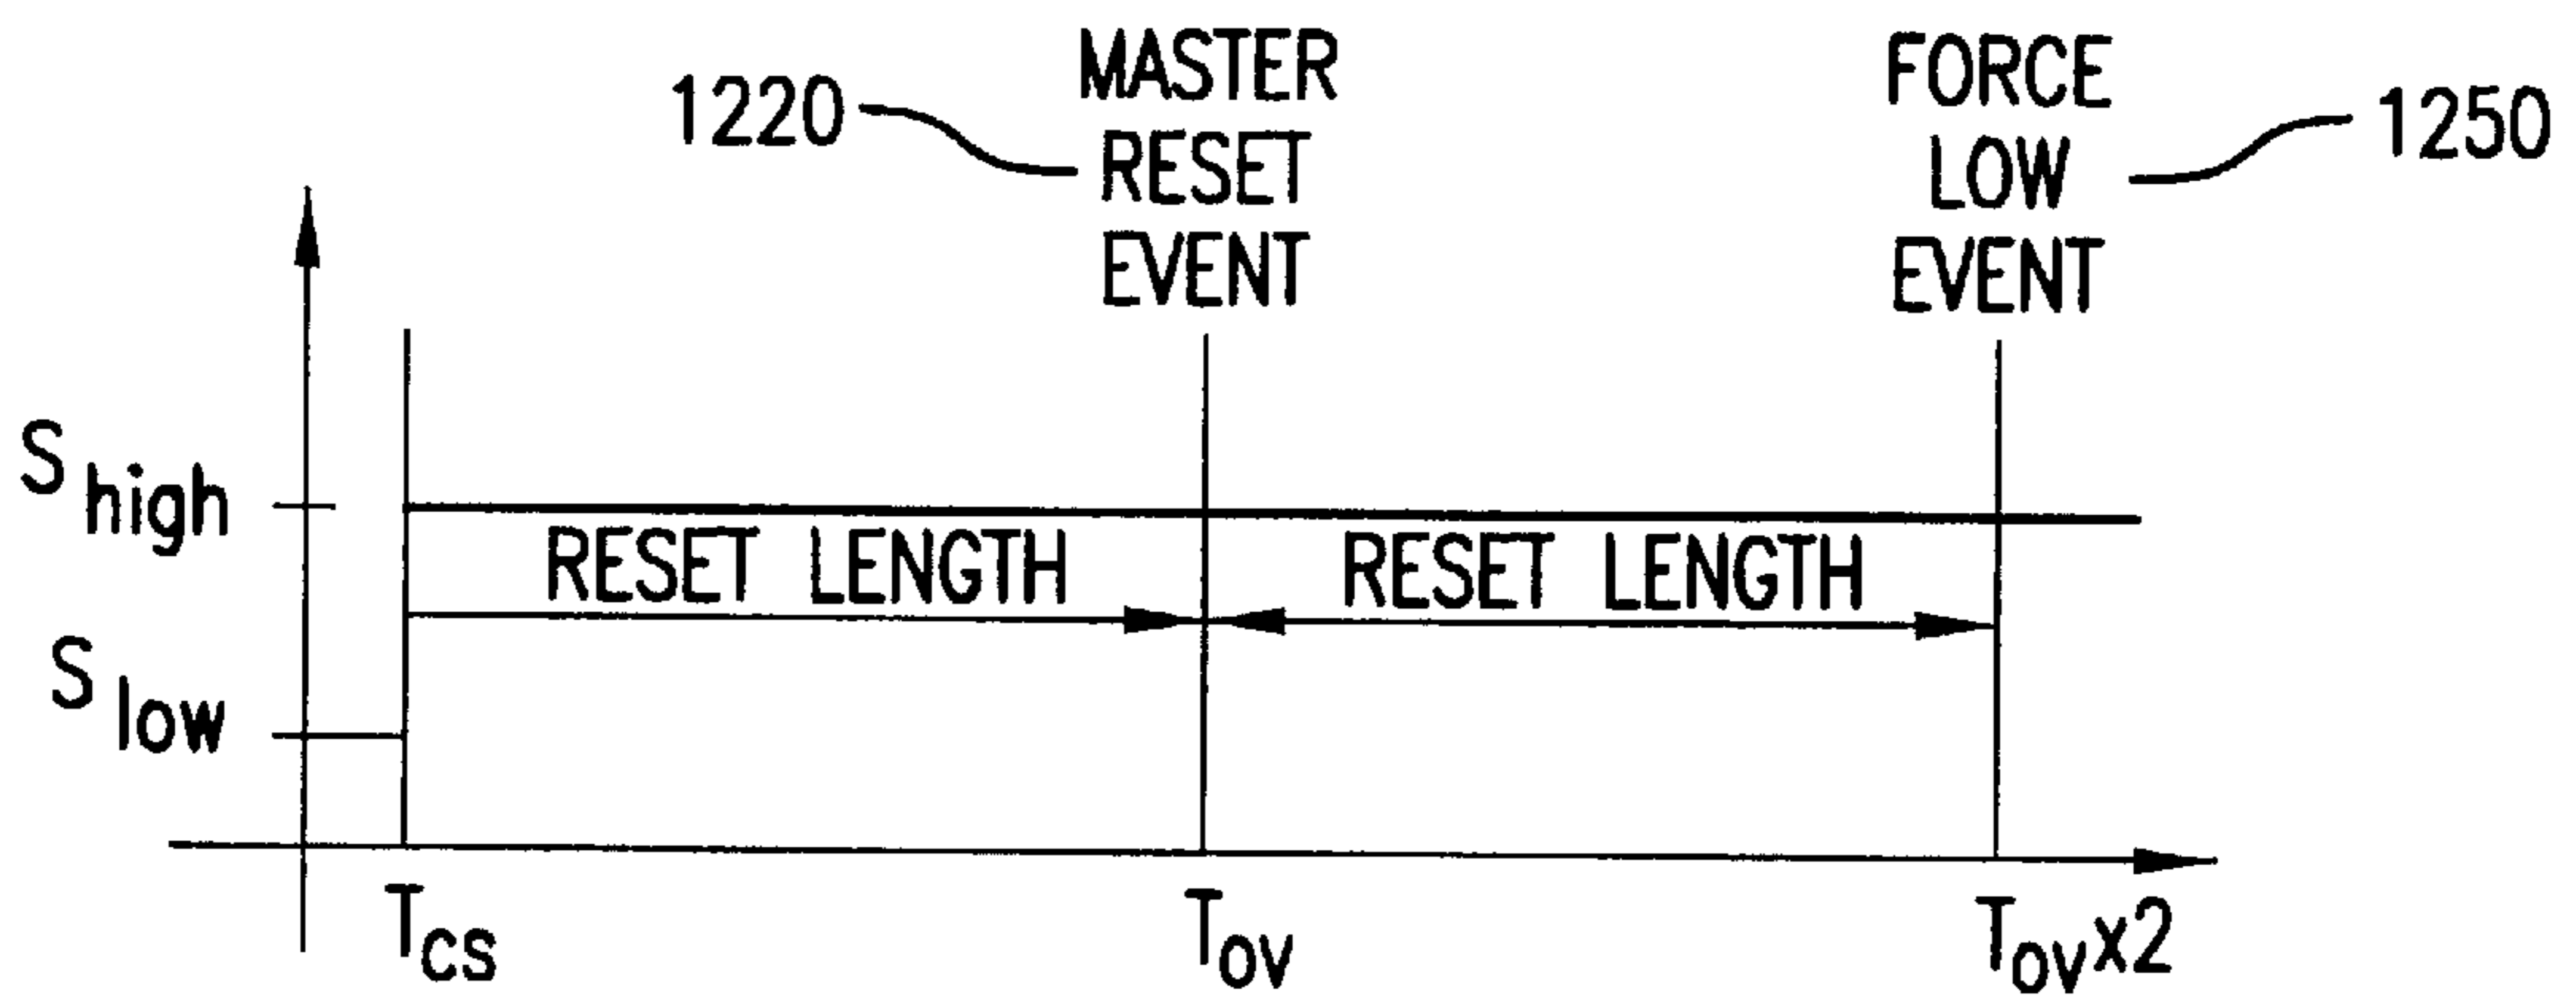 1220
MASTER
RESET
EVENT
FORCE
LOW
EVENT
1250
S high
RESET LENGTH
RESET LENGTH
S low
Tcs
Tov
Tovx2